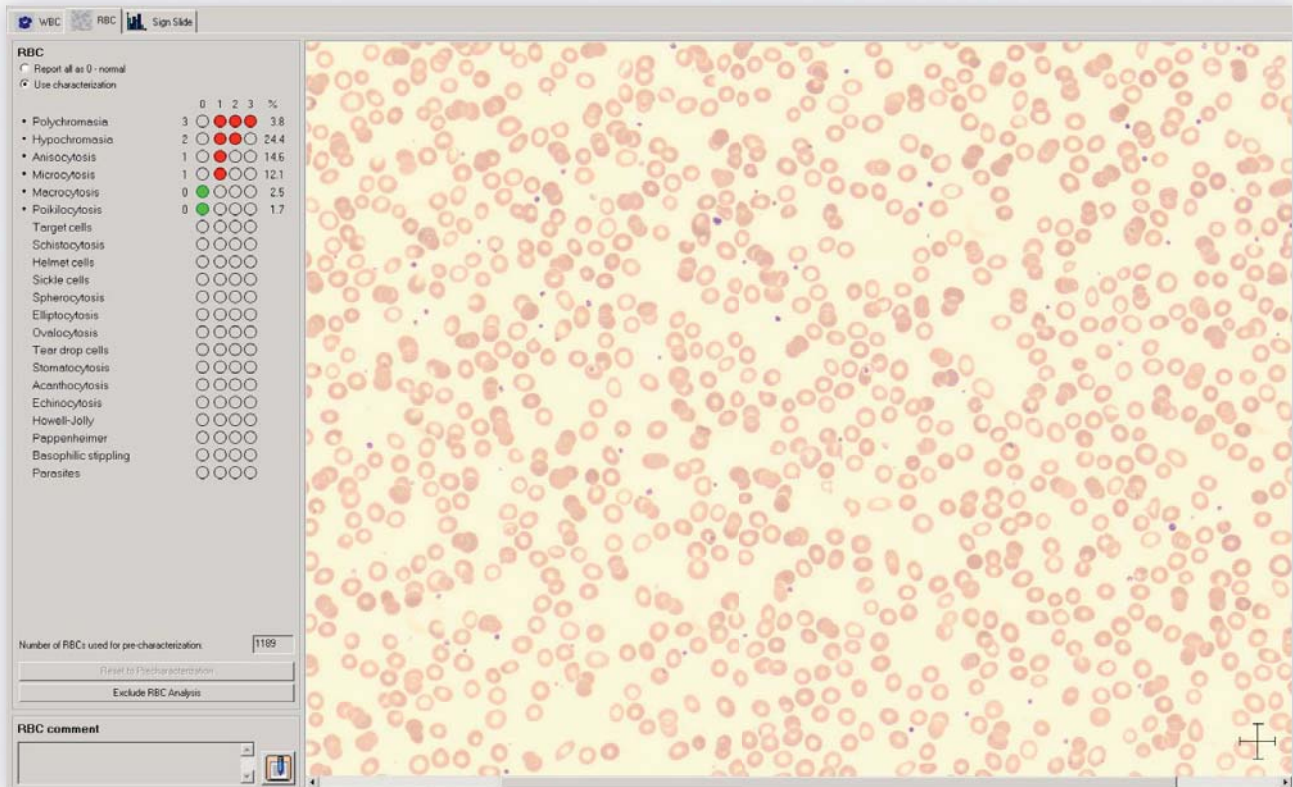 WBC RBC Sign Slide
RBC
Report all as 0 - normal
Use characterization
0 1 2 3 %
• Polychromasia 3 3.8
• Hypochromasia 2 24.4
• Anisocytosis 1 14.6
• Microcytosis 1 12.1
• Macrocytosis 0 2.5
• Poikilocytosis 0 1.7
Target cells
Schistocytosis
Helmet cells
Sickle cells
Spherocytosis
Elliptocytosis
Ovalocytosis
Tear drop cells
Stomatocytosis
Acanthocytosis
Echinocytosis
Howell-Jolly
Pappenheimer
Basophilic stippling
Parasites
Number of RBCs used for pre-characterization: 1189
Reset to Precharacterization
Exclude RBC Analysis
RBC comment